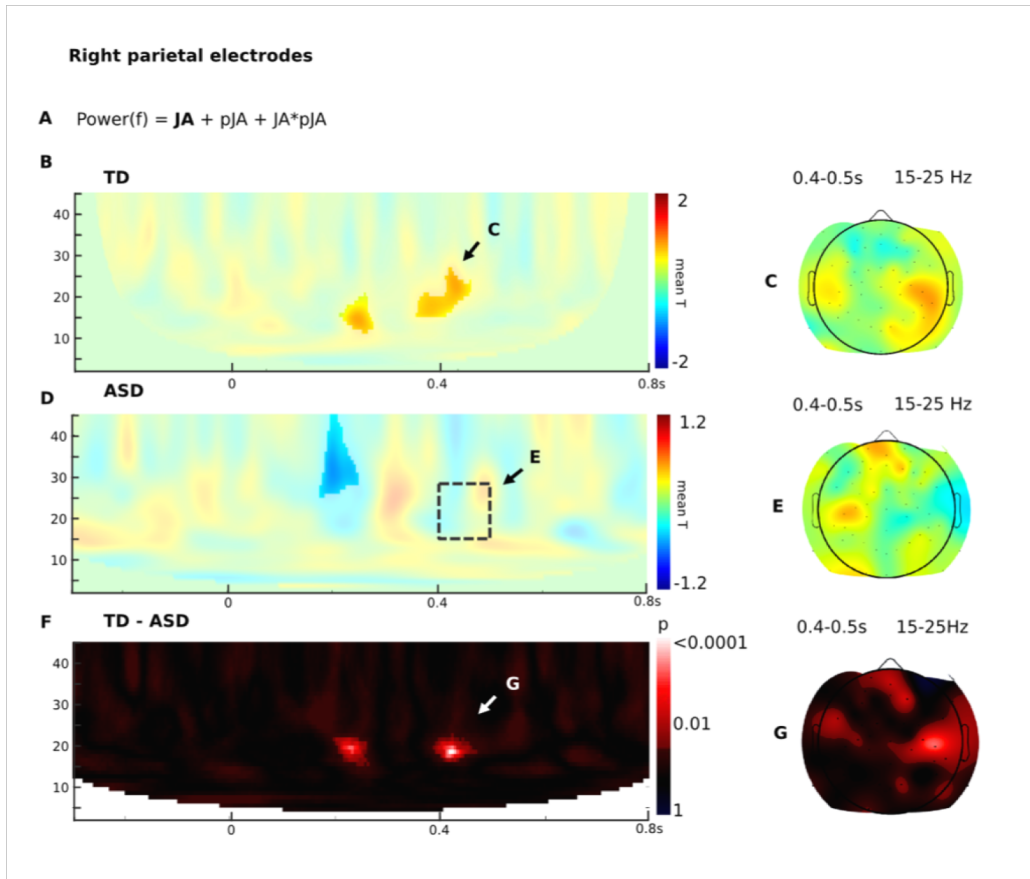 Right parietal electrodes
A Power(f) = JA + pJA + JA*pJA
B TD 0.4-0.5s 15-25 Hz
40
30
20
10
0 0.4 0.8s
C
2
mean T
-2
C
D ASD 0.4-0.5s 15-25 Hz
40
30
20
10
0 0.4 0.8s
E
1.2
mean T
-1.2
E
F TD - ASD 0.4-0.5s 15-25Hz
40
30
20
10
0 0.4 0.8s
G
p
<0.0001
0.01
1
G